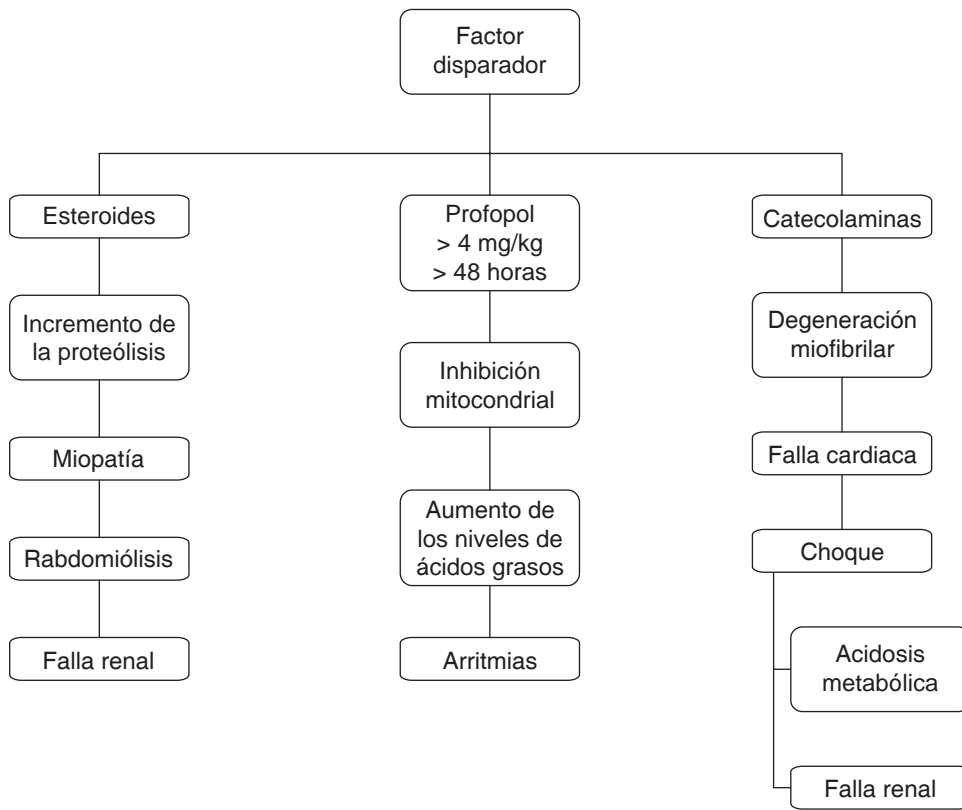 Factor
disparador
Esteroides
Incremento de
la proteólisis
Miopatía
Rabdomiólisis
Falla renal
Profopol
> 4 mg/kg
> 48 horas
Inhibición
mitocondrial
Aumento de
los niveles de
ácidos grasos
Arritmias
Catecolaminas
Degeneración
miofibrilar
Falla cardiaca
Choque
Acidosis
metabólica
Falla renal